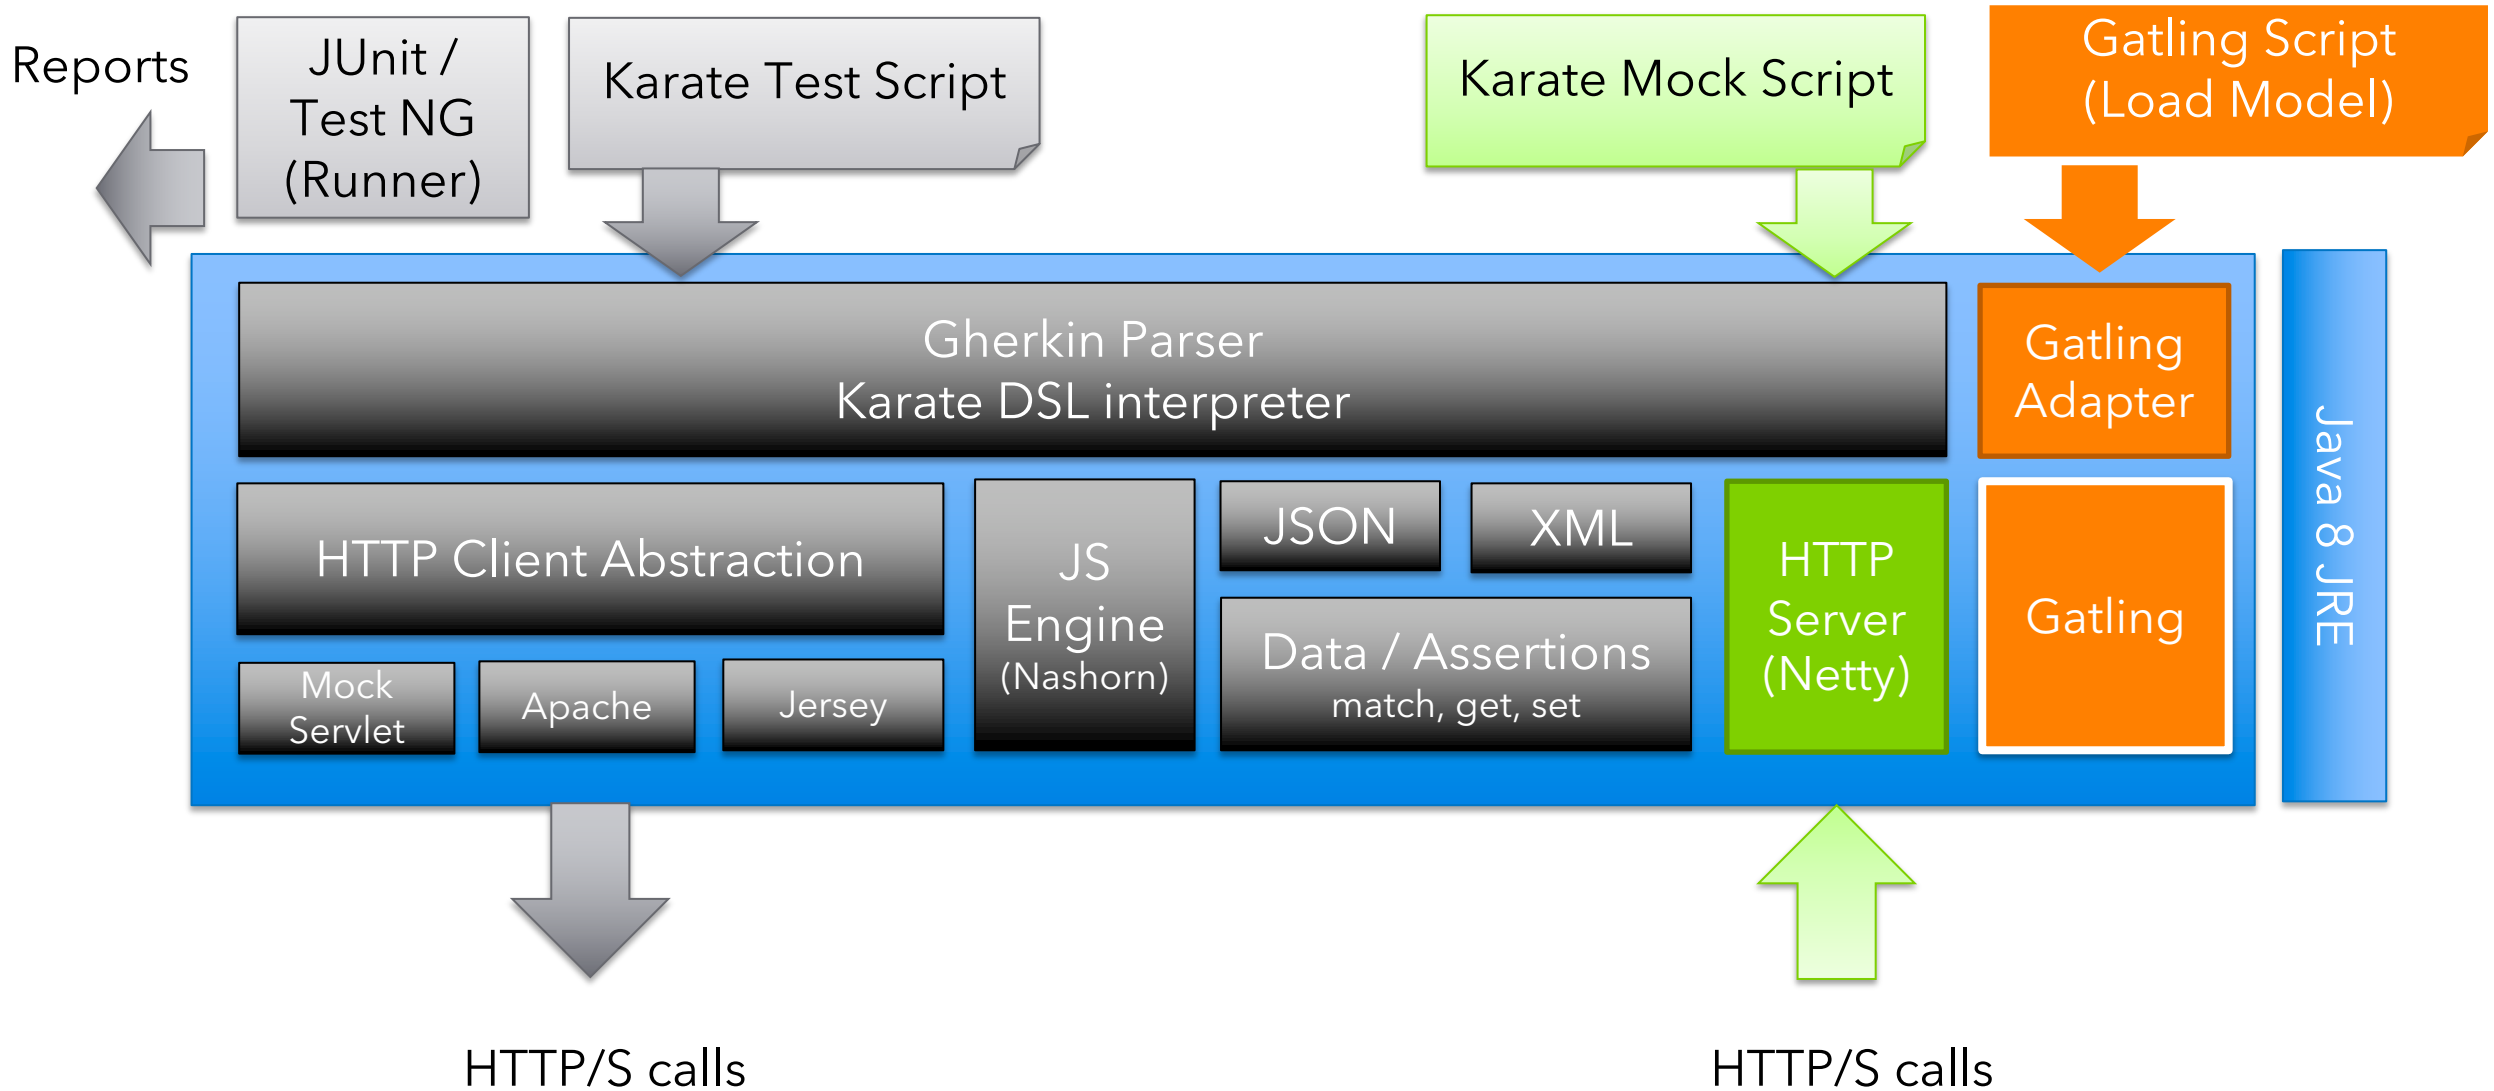 Reports
JUnit /
Test NG
(Runner)
Karate Test Script
Karate Mock Script
Gatling Script
(Load Model)
Gherkin Parser
Karate DSL interpreter
Gatling
Adapter
Java 8 JRE
HTTP Client Abstraction
JS
Engine
(Nashorn)
JSON
XML
HTTP
Server
(Netty)
Gatling
Data / Assertions
match, get, set
Mock
Servlet
Apache
Jersey
HTTP/S calls
HTTP/S calls